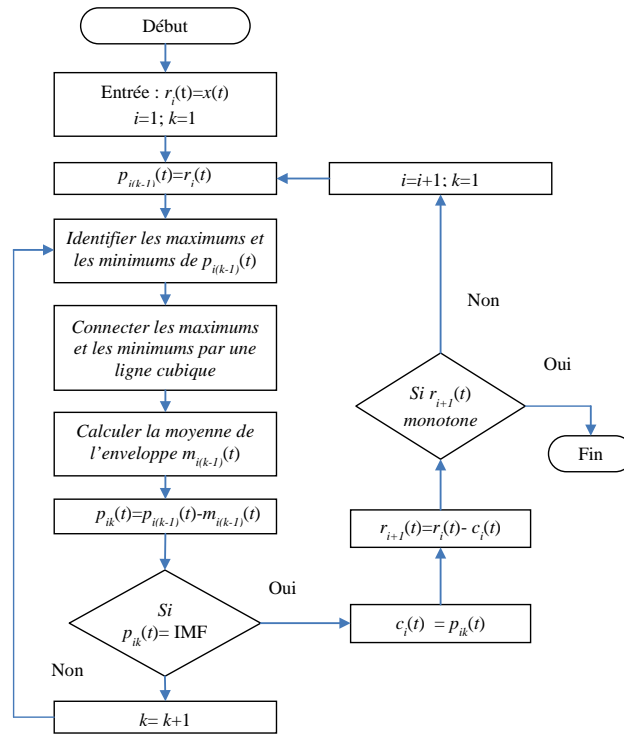 Début
Entrée : r_i(t)=x(t)
i=1; k=1
p_i(k-1)(t)=r_i(t)
i=i+1; k=1
Identifier les maximums et
les minimums de p_i(k-1)(t)
Connecter les maximums
et les minimums par une
ligne cubique
Calculer la moyenne de
l'enveloppe m_i(k-1)(t)
p_ik(t)=p_i(k-1)(t)-m_i(k-1)(t)
Si
p_ik(t)= IMF
Oui
Non
k= k+1
c_i(t) = p_ik(t)
r_i+1(t)=r_i(t)- c_i(t)
Si r_i+1(t)
monotone
Non
Oui
Fin